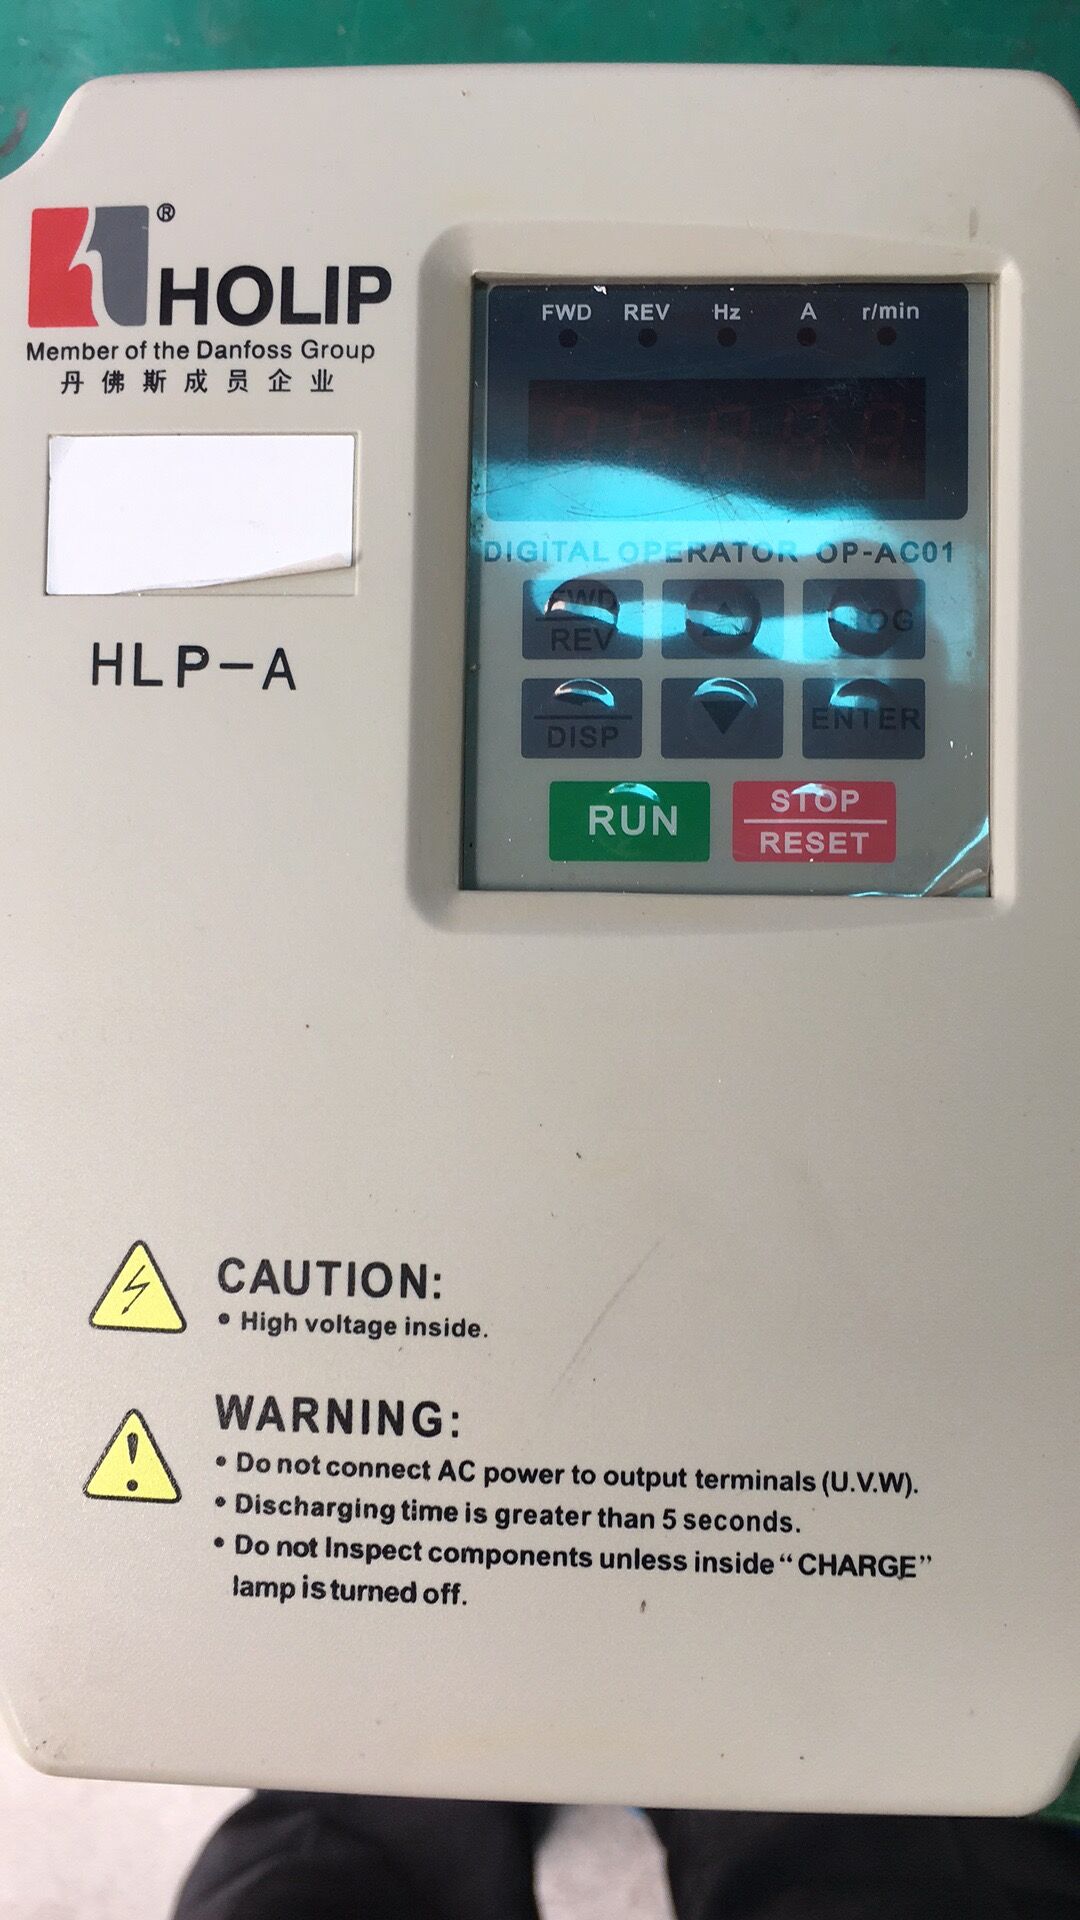 ®
HOLIP
Member of the Danfoss Group
丹佛斯成员企业
HLP-A
FWD REV Hz A r/min
DIGITAL OPERATOR OP-AC01
FWD
REV
DISP
ENTER
RUN
STOP
RESET
CAUTION:
• High voltage inside.
WARNING:
• Do not connect AC power to output terminals (U.V.W).
• Discharging time is greater than 5 seconds.
• Do not Inspect components unless inside “CHARGE”
lamp is turned off.